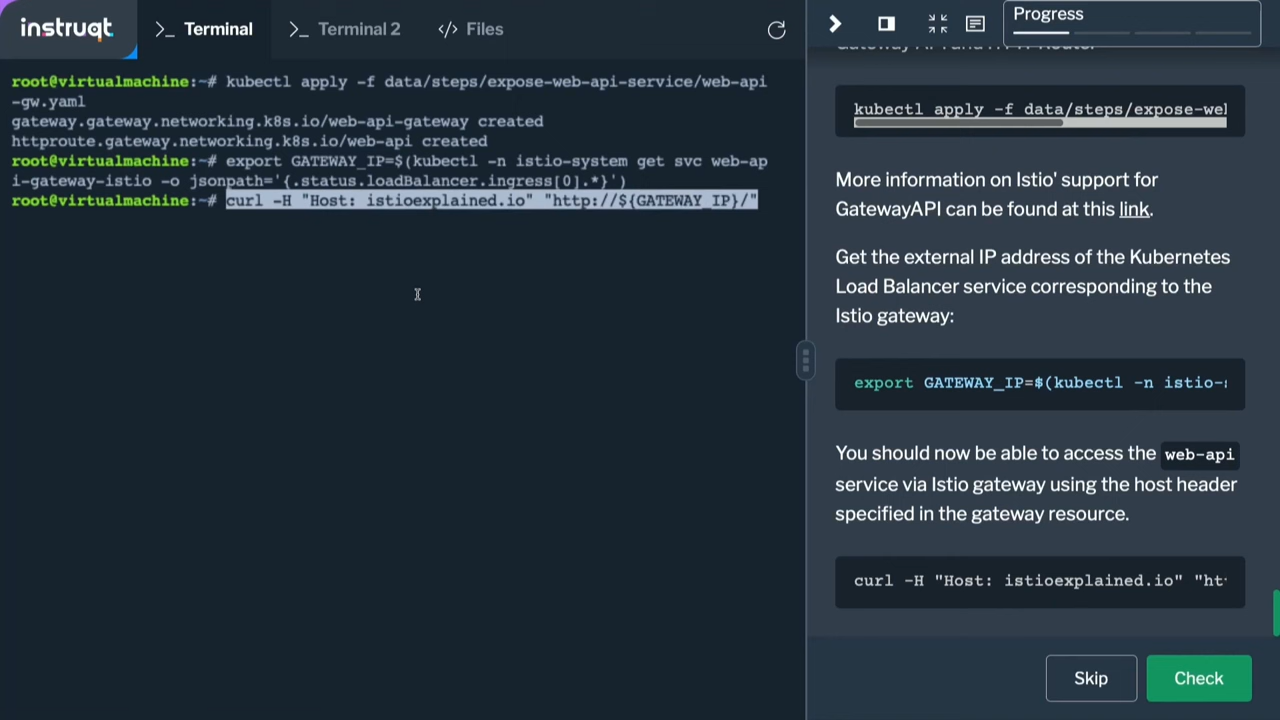 instruqt
>_ Terminal
>_ Terminal 2
</> Files
Progress
root@virtualmachine:~# kubectl apply -f data/steps/expose-web-api-service/web-api
-gw.yaml
gateway.gateway.networking.k8s.io/web-api-gateway created
httproute.gateway.networking.k8s.io/web-api created
root@virtualmachine:~# export GATEWAY_IP=$(kubectl -n istio-system get svc web-ap
i-gateway-istio -o jsonpath='{.status.loadBalancer.ingress[0].*}')
root@virtualmachine:~# curl -H "Host: istioexplained.io" "http://${GATEWAY_IP}/"
kubectl apply -f data/steps/expose-we
More information on Istio' support for
GatewayAPI can be found at this link.
Get the external IP address of the Kubernetes
Load Balancer service corresponding to the
Istio gateway:
export GATEWAY_IP=$(kubectl -n istio-
You should now be able to access the web-api
service via Istio gateway using the host header
specified in the gateway resource.
curl -H "Host: istioexplained.io" "ht
Skip
Check